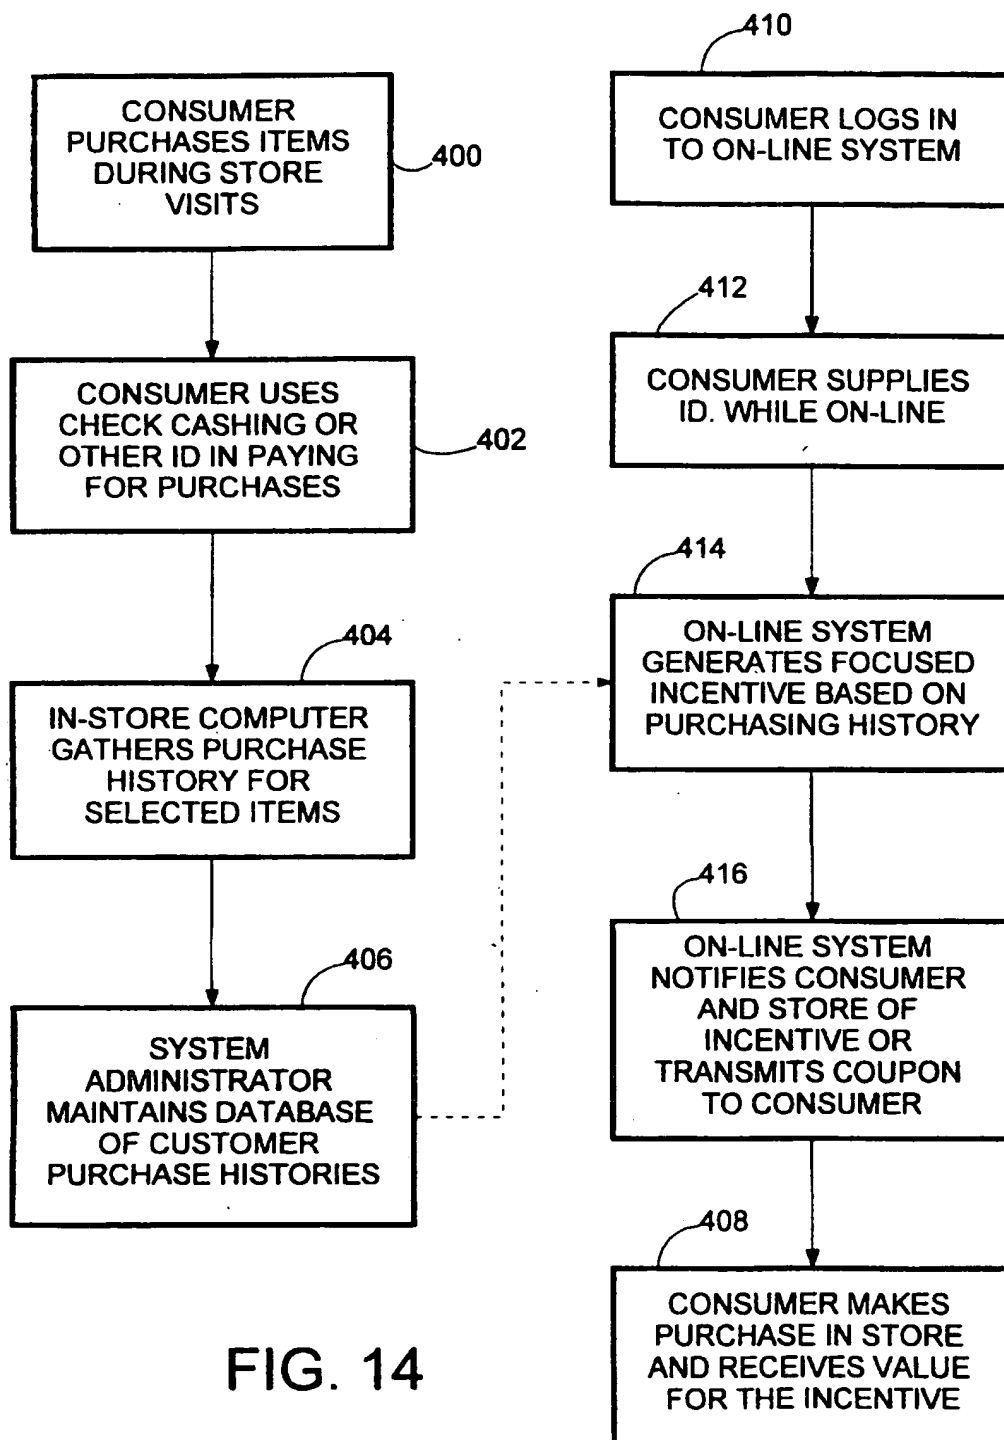 CONSUMER
PURCHASES ITEMS
DURING STORE
VISITS
400
CONSUMER USES
CHECK CASHING OR
OTHER ID IN PAYING
FOR PURCHASES
402
404
IN-STORE COMPUTER
GATHERS PURCHASE
HISTORY FOR
SELECTED ITEMS
406
SYSTEM
ADMINISTRATOR
MAINTAINS DATABASE
OF CUSTOMER
PURCHASE HISTORIES
410
CONSUMER LOGS IN
TO ON-LINE SYSTEM
412
CONSUMER SUPPLIES
ID. WHILE ON-LINE
414
ON-LINE SYSTEM
GENERATES FOCUSED
INCENTIVE BASED ON
PURCHASING HISTORY
416
ON-LINE SYSTEM
NOTIFIES CONSUMER
AND STORE OF
INCENTIVE OR
TRANSMITS COUPON
TO CONSUMER
408
CONSUMER MAKES
PURCHASE IN STORE
AND RECEIVES VALUE
FOR THE INCENTIVE
FIG. 14